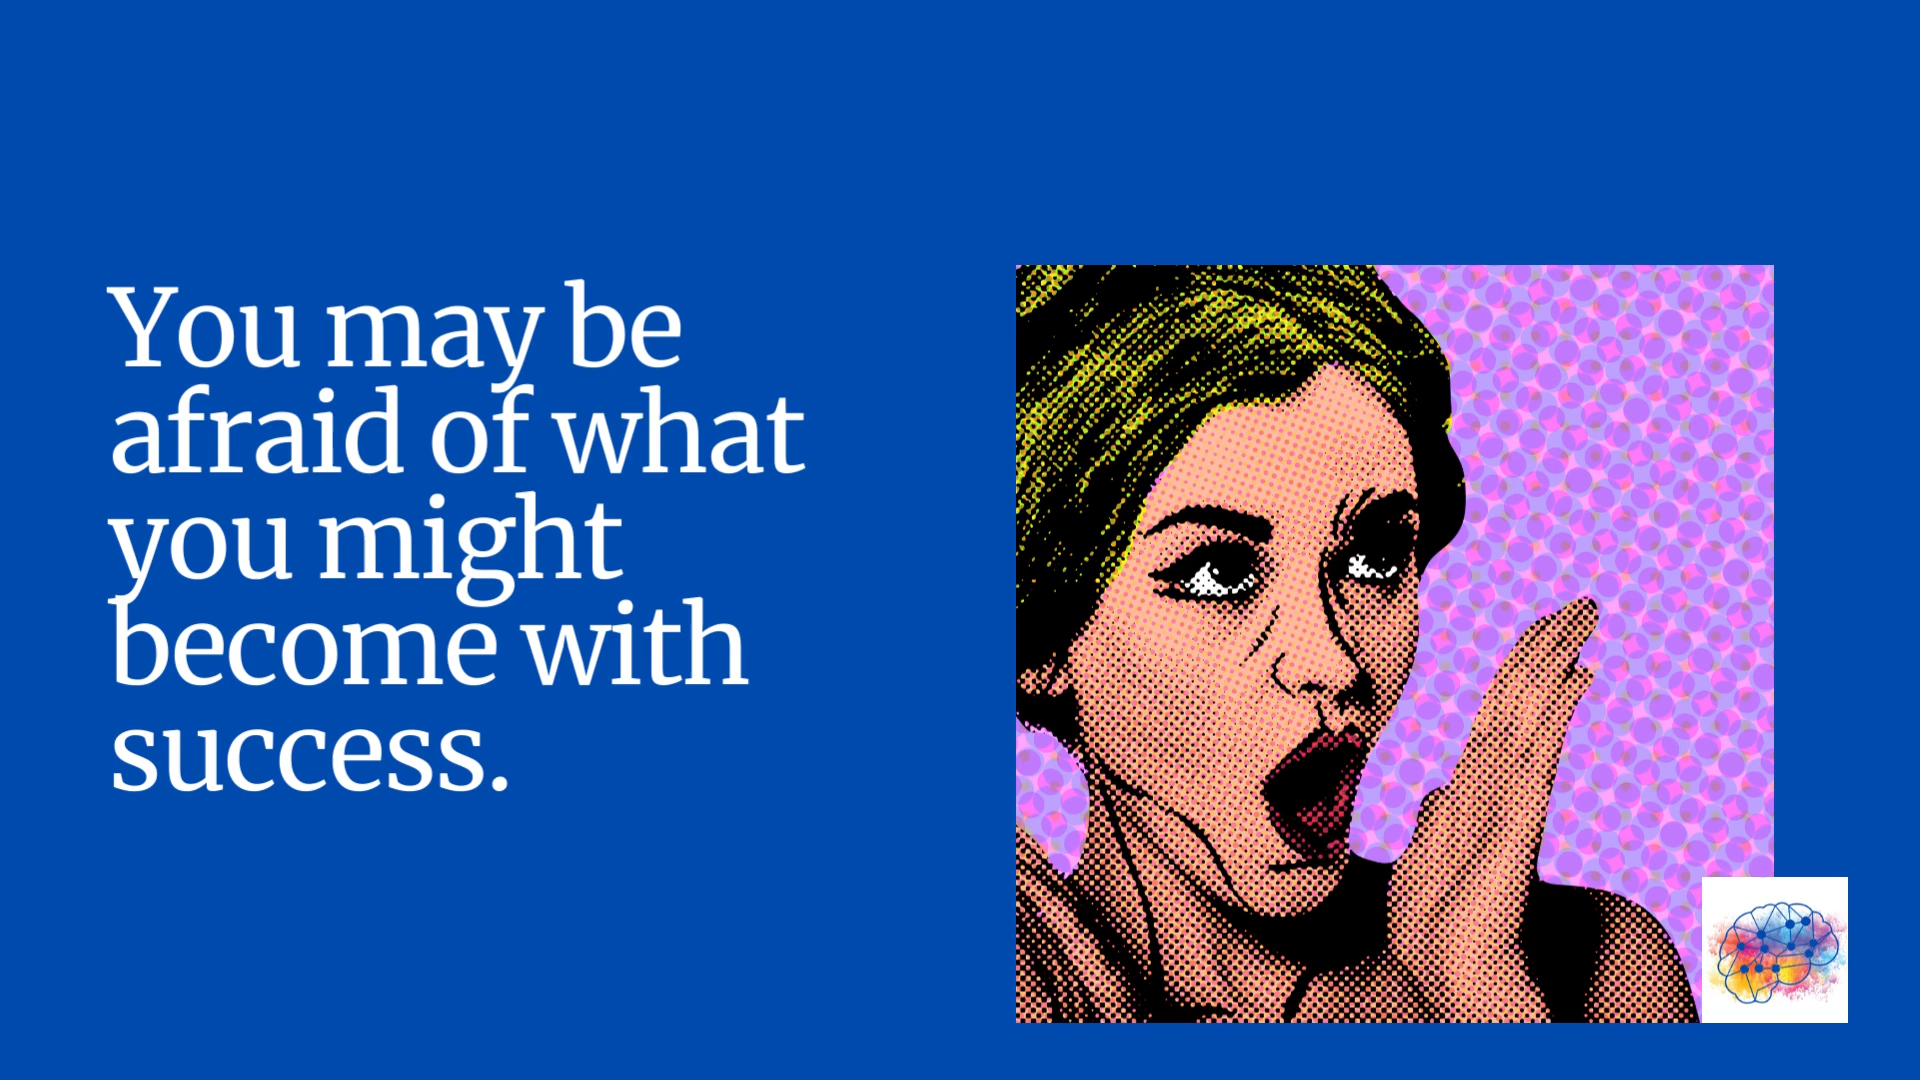 You may be
afraid of what
you might
become with
success.